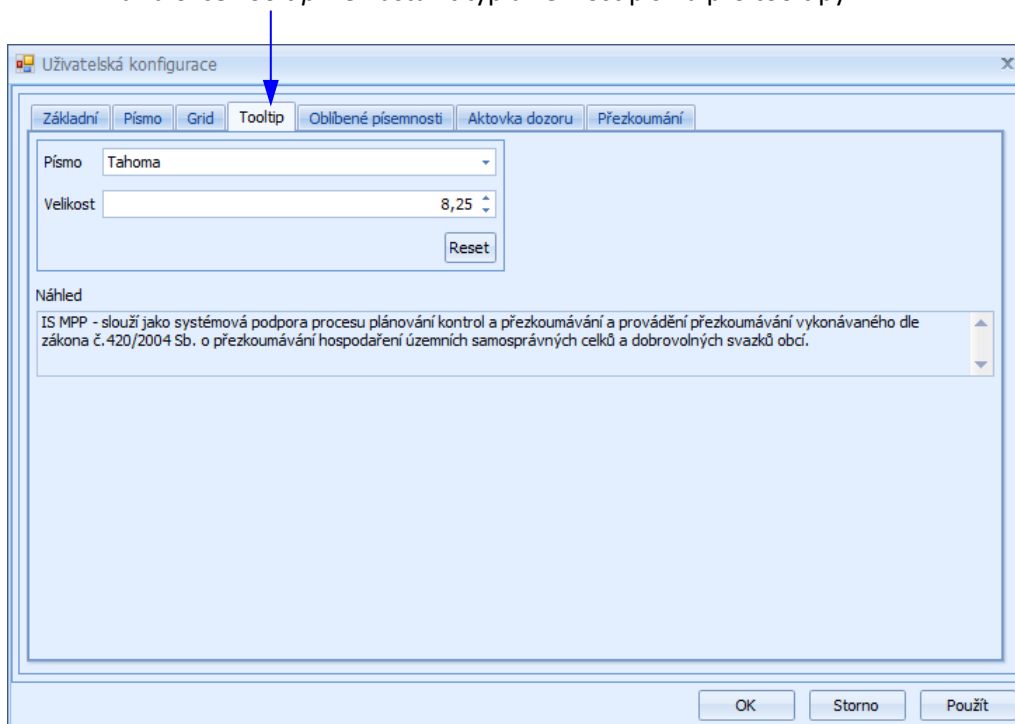 Uživatelská konfigurace
Základní Písmo Grid Tooltip Oblíbené písemnosti Aktovka dozoru Přezkoumání
Písmo Tahoma
Velikost 8,25
Reset
Náhled
IS MPP - slouží jako systémová podpora procesu plánování kontrol a přezkoumávání a provádění přezkoumávání vykonávaného dle
zákona č.420/2004 Sb. o přezkoumávání hospodaření územních samosprávných celků a dobrovolných svazků obcí.
OK Storno Použít